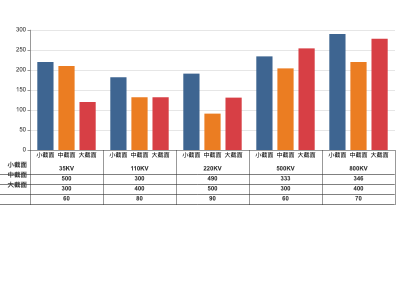 300
250
200
150
100
50
0
小截面 中截面 大截面 小截面 中截面 大截面 小截面 中截面 大截面 小截面 中截面 大截面 小截面 中截面 大截面
35KV 110KV 220KV 500KV 800KV
小截面 500 300 490 333 346
中截面 300 400 500 300 400
大截面 60 80 90 60 70